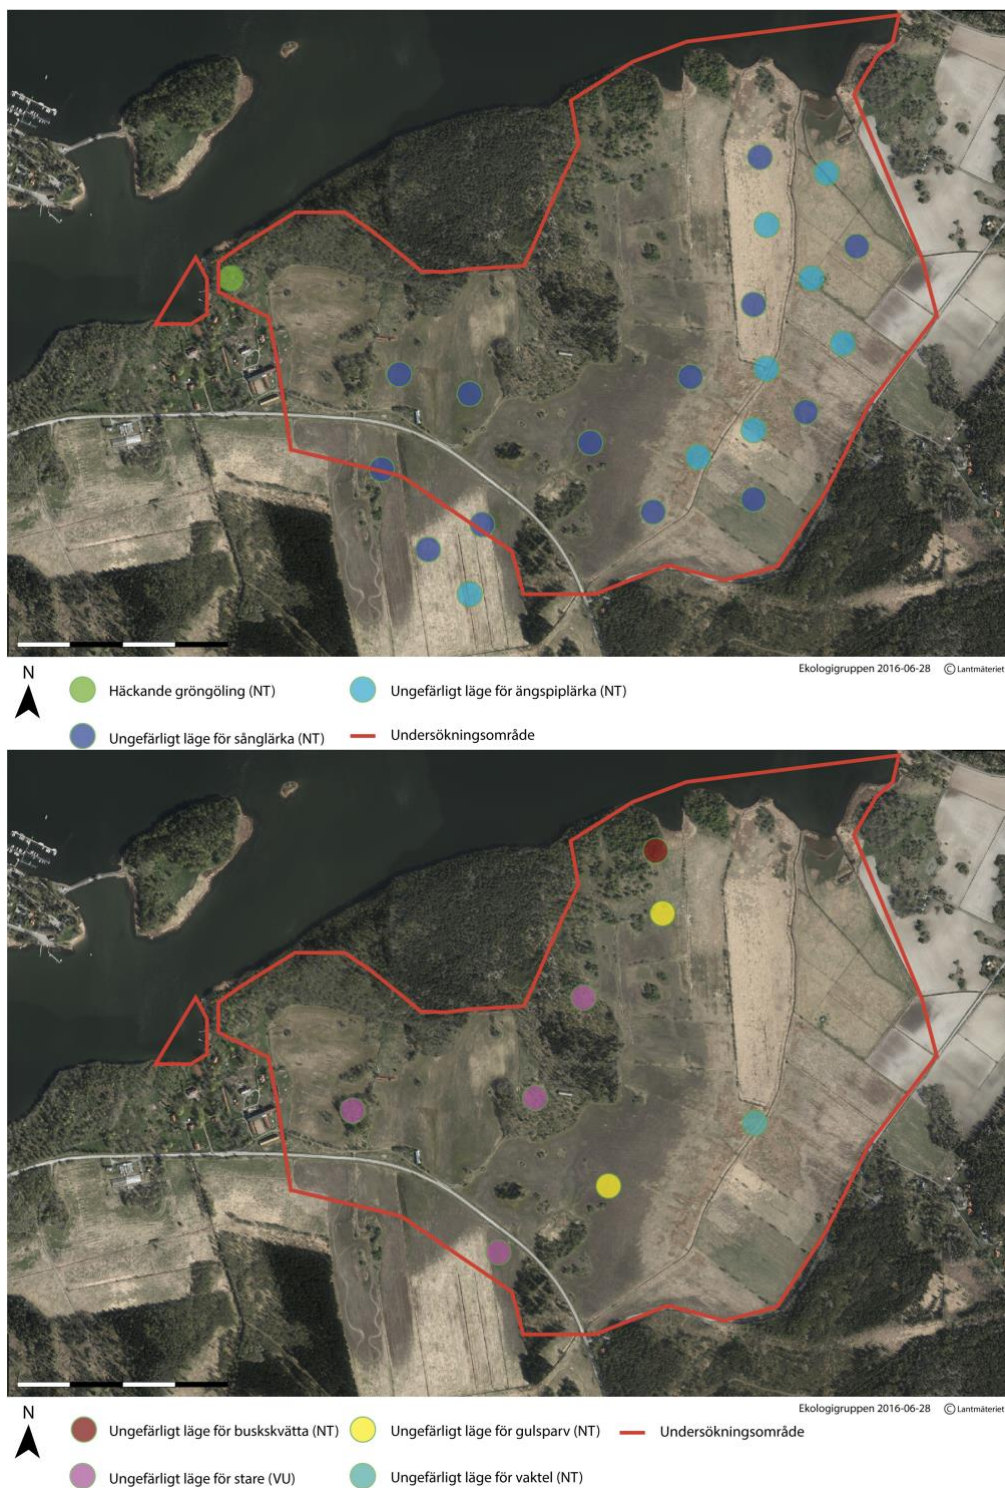 Ekologigruppen 2016-06-28 © Lantmäteriet
N
Häckande gröngöling (NT)
Ungefärligt läge för ängspiplärka (NT)
Ungefärligt läge för sånglärka (NT)
Undersökningsområde
Ekologigruppen 2016-06-28 © Lantmäteriet
N
Ungefärligt läge för buskskvätta (NT)
Ungefärligt läge för gulsparv (NT)
Undersökningsområde
Ungefärligt läge för stare (VU)
Ungefärligt läge för vaktel (NT)